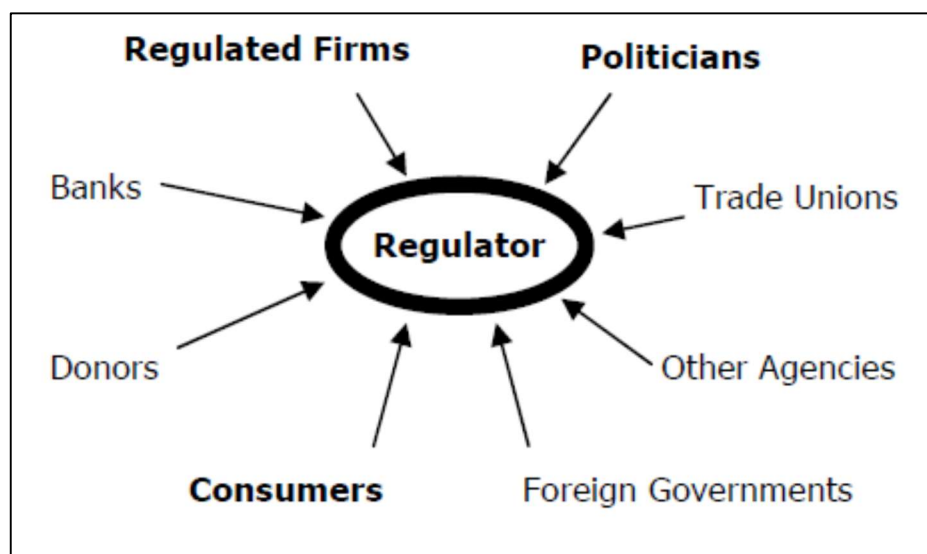 Regulated Firms
Politicians
Banks
Trade Unions
Regulator
Donors
Other Agencies
Consumers
Foreign Governments